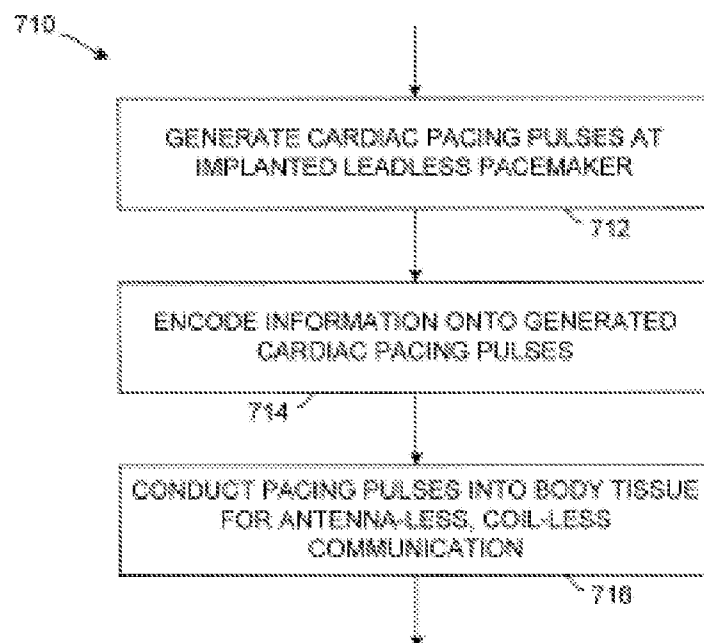 710
GENERATE CARDIAC PACING PULSES AT
IMPLANTED LEADLESS PACEMAKER
712
ENCODE INFORMATION ONTO GENERATED
CARDIAC PACING PULSES
714
CONDUCT PACING PULSES INTO BODY TISSUE
FOR ANTENNA-LESS, COIL-LESS
COMMUNICATION
716